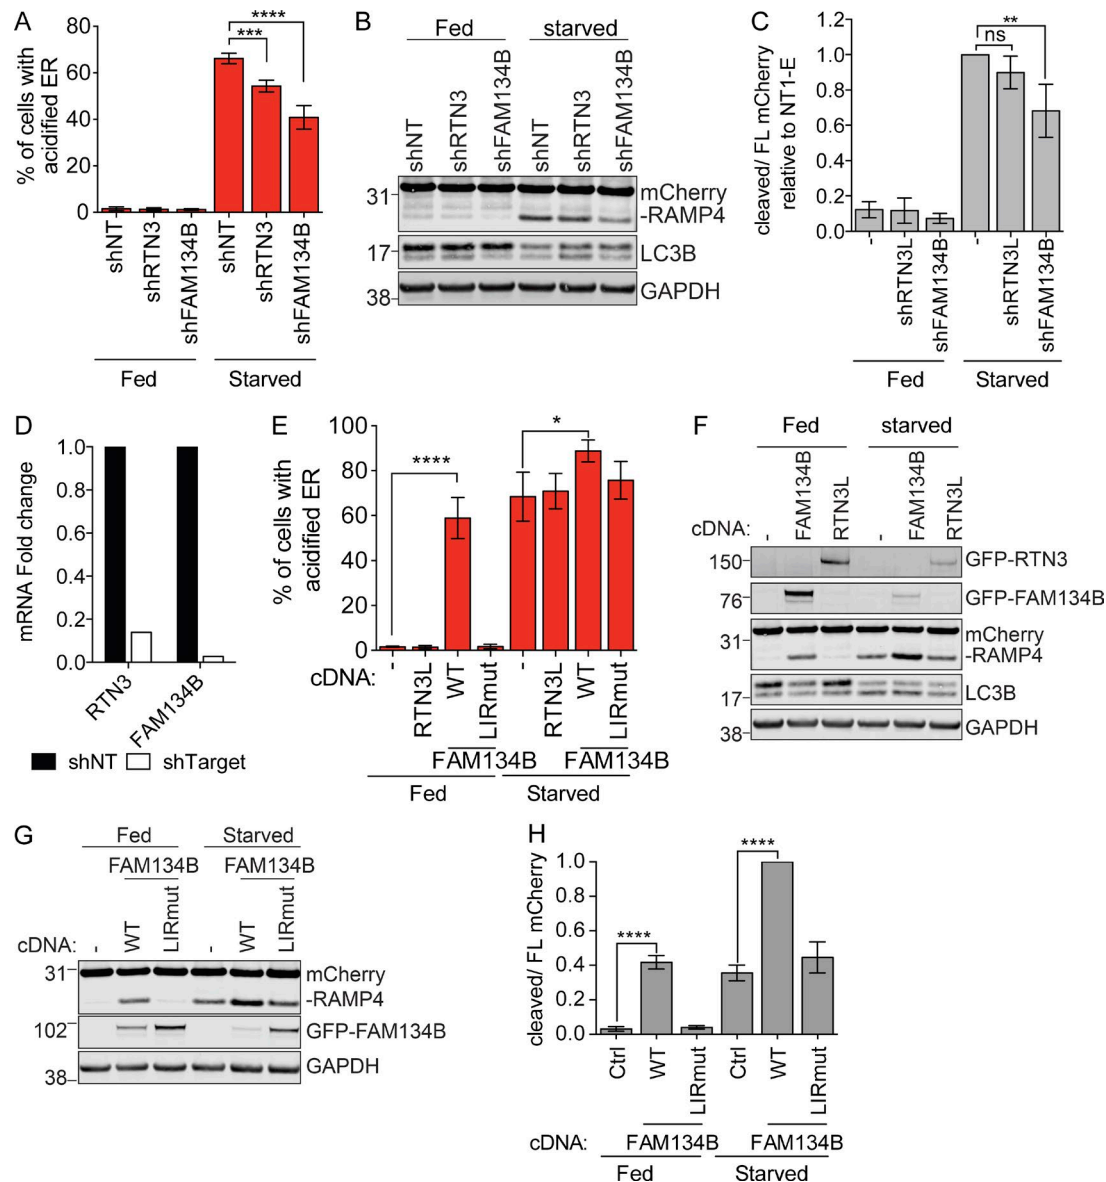 A
% of cells with
acidified ER
80
60
40
20
0
****
***
shNT
shRTN3
shFAM134B
shNT
shRTN3
shFAM134B
Fed
Starved
B
Fed
starved
shNT
shRTN3
shFAM134B
shNT
shRTN3
shFAM134B
31
mCherry
-RAMP4
17
LC3B
38
GAPDH
C
cleaved/ FL mCherry
relative to NT1-E
1.2
1.0
0.8
0.6
0.4
0.2
0.0
**
ns
-
shRTN3L
shFAM134B
-
shRTN3L
shFAM134B
Fed
Starved
D
mRNA Fold change
1.0
0.8
0.6
0.4
0.2
0.0
RTN3
FAM134B
shNT
shTarget
E
% of cells with
acidified ER
100
80
60
40
20
0
****
*
cDNA:
-
RTN3L
WT
LIRmut
-
RTN3L
WT
LIRmut
FAM134B
FAM134B
Fed
Starved
F
Fed
starved
cDNA:
-
FAM134B
RTN3L
-
FAM134B
RTN3L
150
GFP-RTN3
76
GFP-FAM134B
31
mCherry
-RAMP4
17
LC3B
38
GAPDH
G
Fed
Starved
FAM134B
FAM134B
cDNA:
-
WT
LIRmut
-
WT
LIRmut
31
mCherry
-RAMP4
102
GFP-FAM134B
38
GAPDH
H
cleaved/ FL mCherry
1.0
0.8
0.6
0.4
0.2
0.0
****
****
Ctrl
WT
LIRmut
Ctrl
WT
LIRmut
cDNA:
FAM134B
FAM134B
Fed
Starved